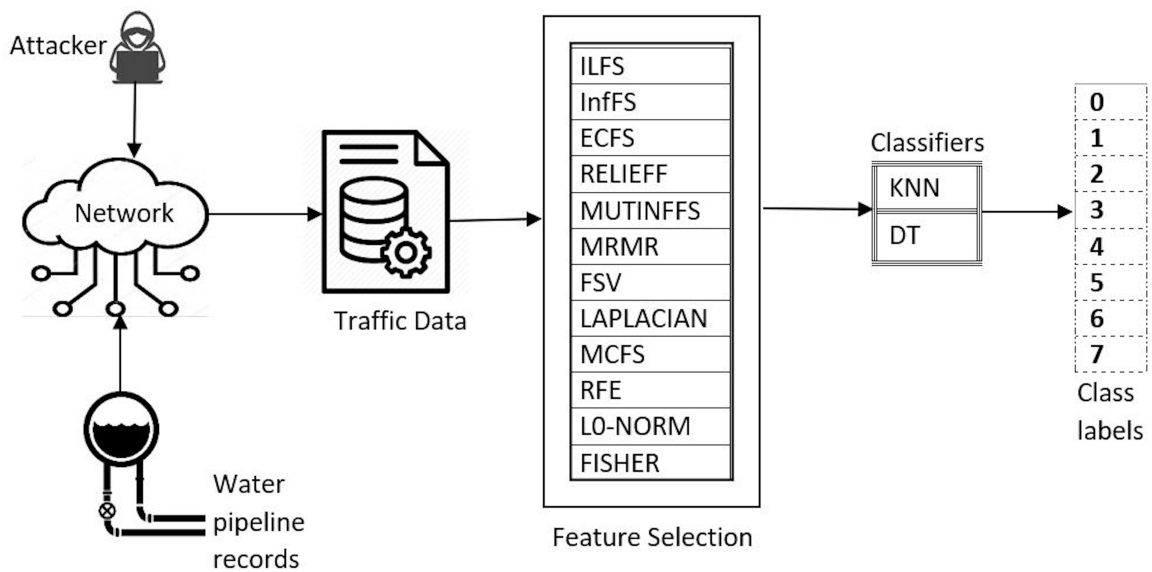 Attacker
Network
Water
pipeline
records
Traffic Data
ILFS
InfFS
ECFS
RELIEFF
MUTINFFS
MRMR
FSV
LAPLACIAN
MCFS
RFE
L0-NORM
FISHER
Feature Selection
Classifiers
KNN
DT
0
1
2
3
4
5
6
7
Class
labels